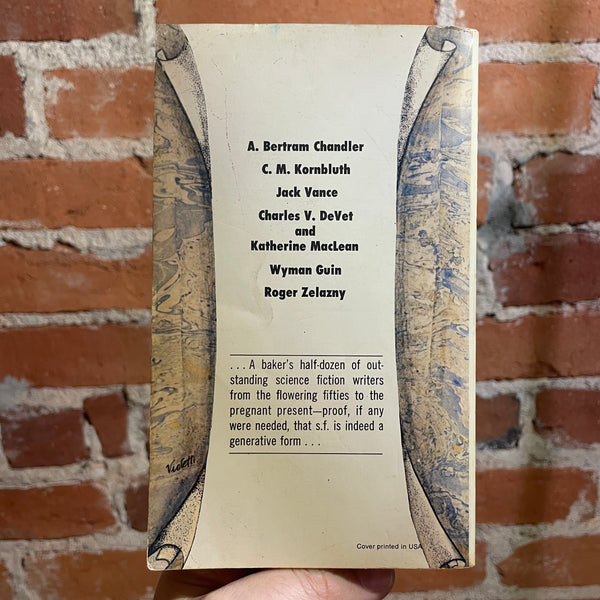 A. Bertram Chandler
C. M. Kornbluth
Jack Vance
Charles V. DeVet
and
Katherine MacLean
Wyman Guin
Roger Zelazny
. . . A baker's half-dozen of out-
standing science fiction writers
from the flowering fifties to the
pregnant present—proof, if any
were needed, that s.f. is indeed a
generative form . . .
Cover printed in USA